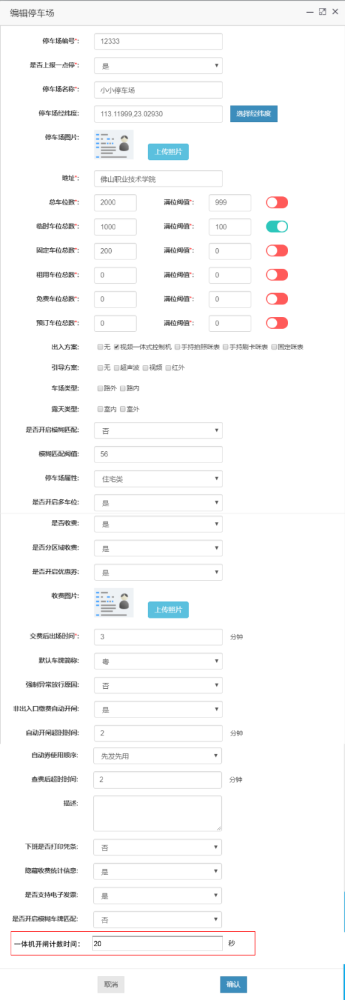 编辑停车场
停车场编号*: 12333
是否上报一点停*: 是
停车场名称*: 小小停车场
停车场经纬度: 113.11999,23.02930 选择经纬度
停车场图片: 上传照片
地址*: 佛山职业技术学院
总车位数*: 2000 满位阀值*: 999
临时车位总数*: 1000 满位阀值*: 100
固定车位总数*: 200 满位阀值*: 0
租用车位总数*: 0 满位阀值*: 0
免费车位总数*: 0 满位阀值*: 0
预订车位总数*: 0 满位阀值*: 0
出入方案: 无 视频一体式控制机 手持拍照咪表 手持刷卡咪表 固定咪表
引导方案: 无 超声波 视频 红外
车场类型: 路外 路内
露天类型: 室内 室外
是否开启模糊匹配: 否
模糊匹配阀值: 56
停车场属性: 住宅类
是否开启多车位: 是
是否收费: 是
是否分区域收费: 是
是否开启优惠券: 是
收费图片: 上传照片
交费后出场时间*: 3 分钟
默认车牌简称: 粤
强制异常放行原因: 否
非出入口缴费自动开闸: 是
自动开闸超时时间: 2 分钟
自动券使用顺序: 先发先用
查费后超时时间: 2 分钟
描述:
下班是否打印凭条: 否
隐藏收费统计信息: 是
是否支持电子发票: 是
是否开启模糊车牌匹配: 否
一体机开闸计数时间: 20 秒
取消 确认